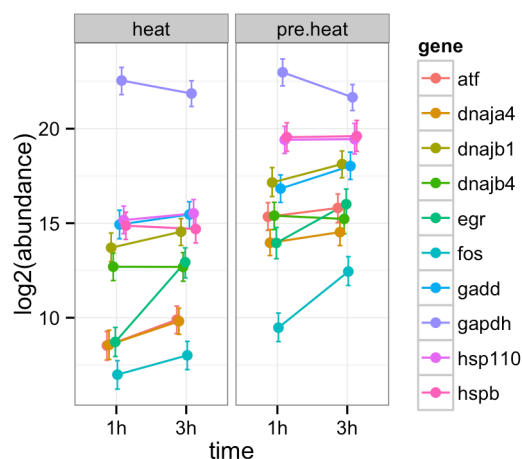 heat
pre.heat
log2(abundance)
20
15
10
1h
3h
1h
3h
time
gene
atf
dnaja4
dnajb1
dnajb4
egr
fos
gadd
gapdh
hsp110
hspb